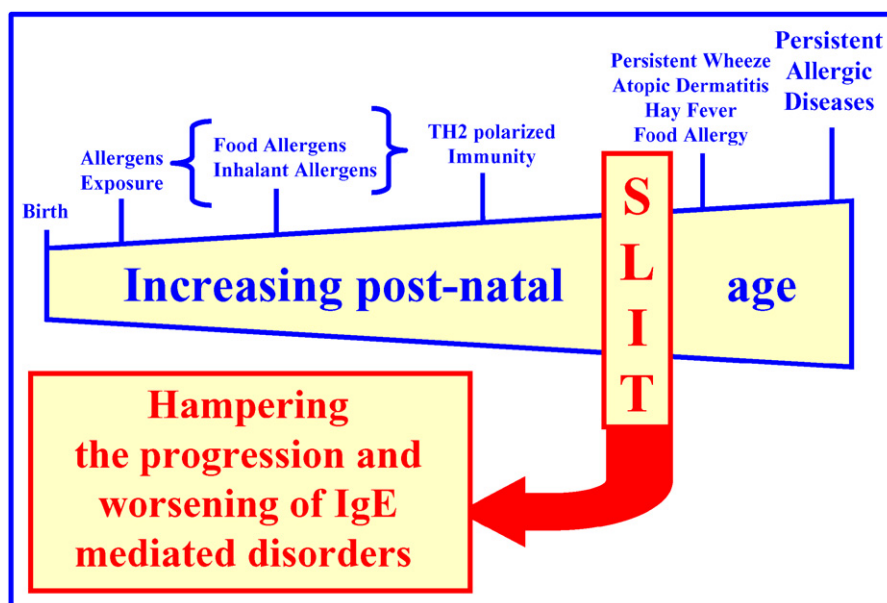 Birth
Allergens
Exposure
Food Allergens
Inhalant Allergens
TH2 polarized
Immunity
Persistent Wheeze
Atopic Dermatitis
Hay Fever
Food Allergy
Persistent
Allergic
Diseases
Increasing post-natal age
S
L
I
T
Hampering
the progression and
worsening of IgE
mediated disorders